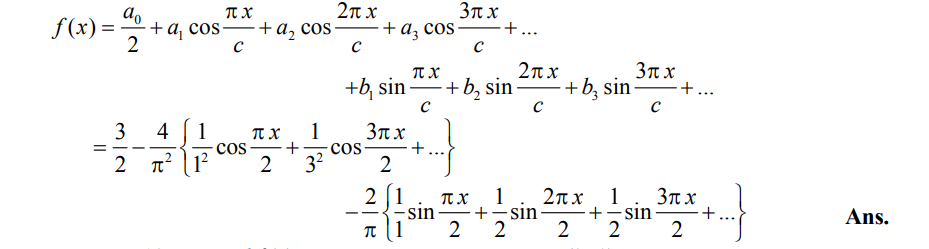 f(x) = a₀/2 + a₁ cos πx/c + a₂ cos 2πx/c + a₃ cos 3πx/c + ...
+b₁ sin πx/c + b₂ sin 2πx/c + b₃ sin 3πx/c + ...
= 3/2 − 4/π² {1/1² cos πx/2 + 1/3² cos 3πx/2 + ...}
− 2/π {1/1 sin πx/2 + 1/2 sin 2πx/2 + 1/2 sin 3πx/2 + ...} Ans.